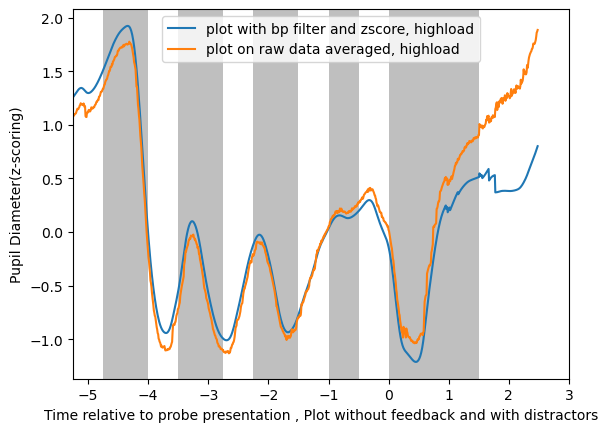 plot with bp filter and zscore, highload
plot on raw data averaged, highload
Pupil Diameter(z-scoring)
2.0
1.5
1.0
0.5
0.0
−0.5
−1.0
−5 −4 −3 −2 −1 0 1 2 3
Time relative to probe presentation , Plot without feedback and with distractors